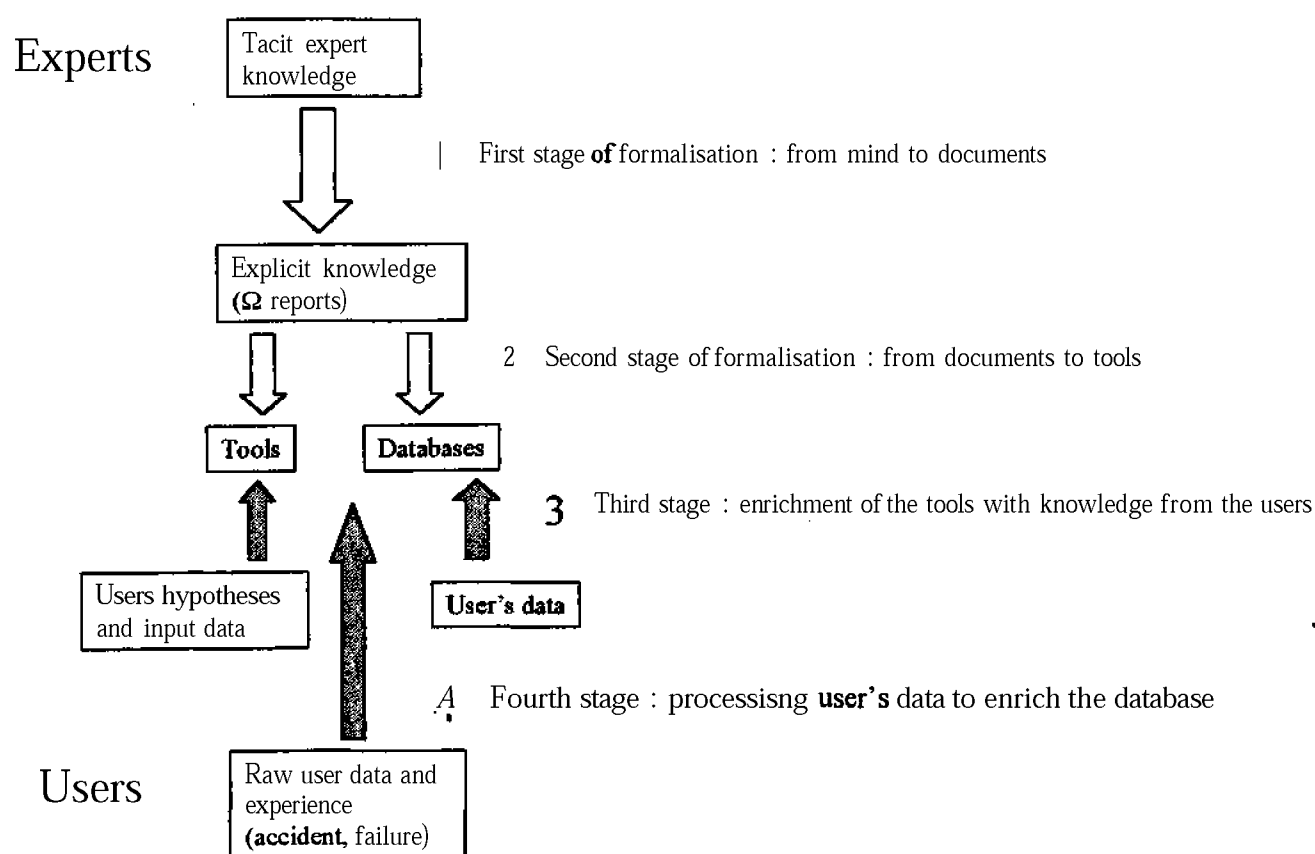 Experts
Tacit expert
knowledge
| First stage of formalisation : from mind to documents
Explicit knowledge
(Ω reports)
2 Second stage of formalisation : from documents to tools
Tools
Databases
3 Third stage : enrichment of the tools with knowledge from the users
Users hypotheses
and input data
User's data
A Fourth stage : processisng user's data to enrich the database
Users
Raw user data and
experience
(accident, failure)